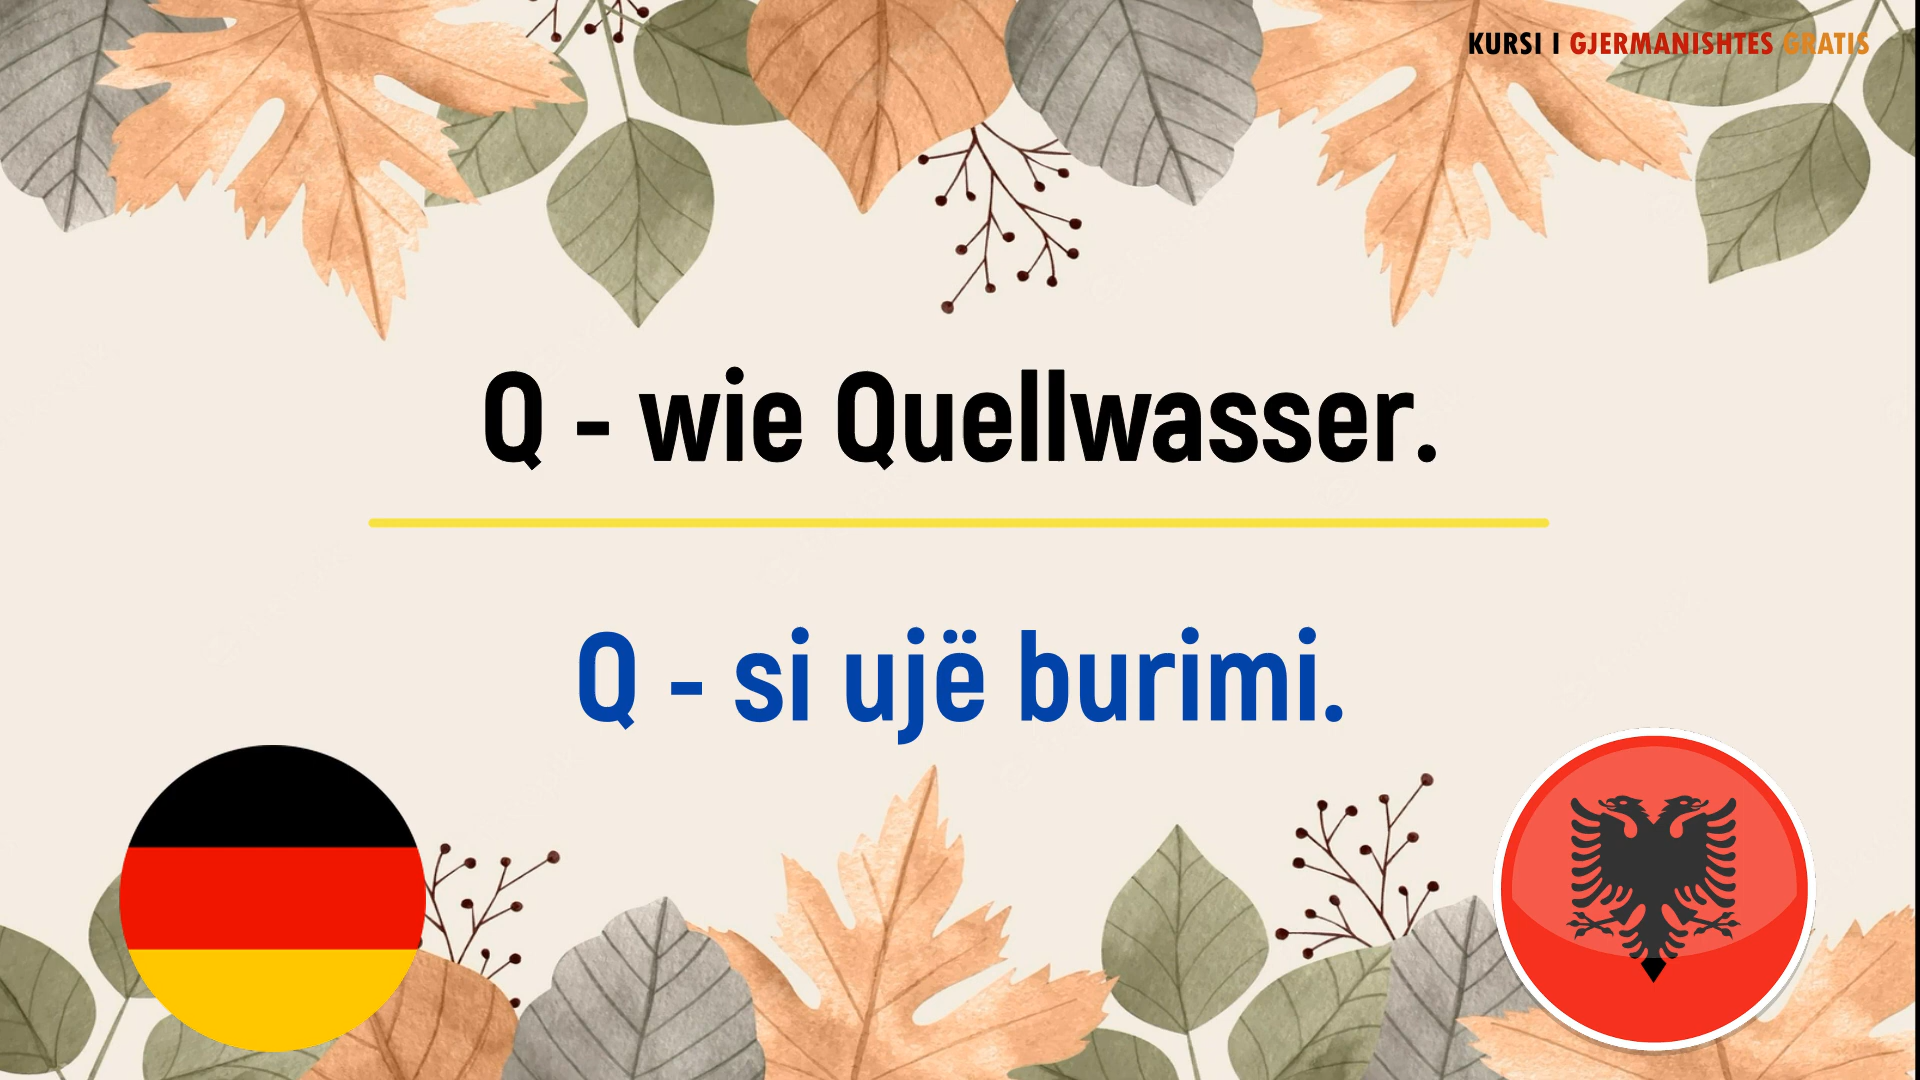 KURSI I GJERMANISHTES GRATIS
Q - wie Quellwasser.
Q - si ujë burimi.